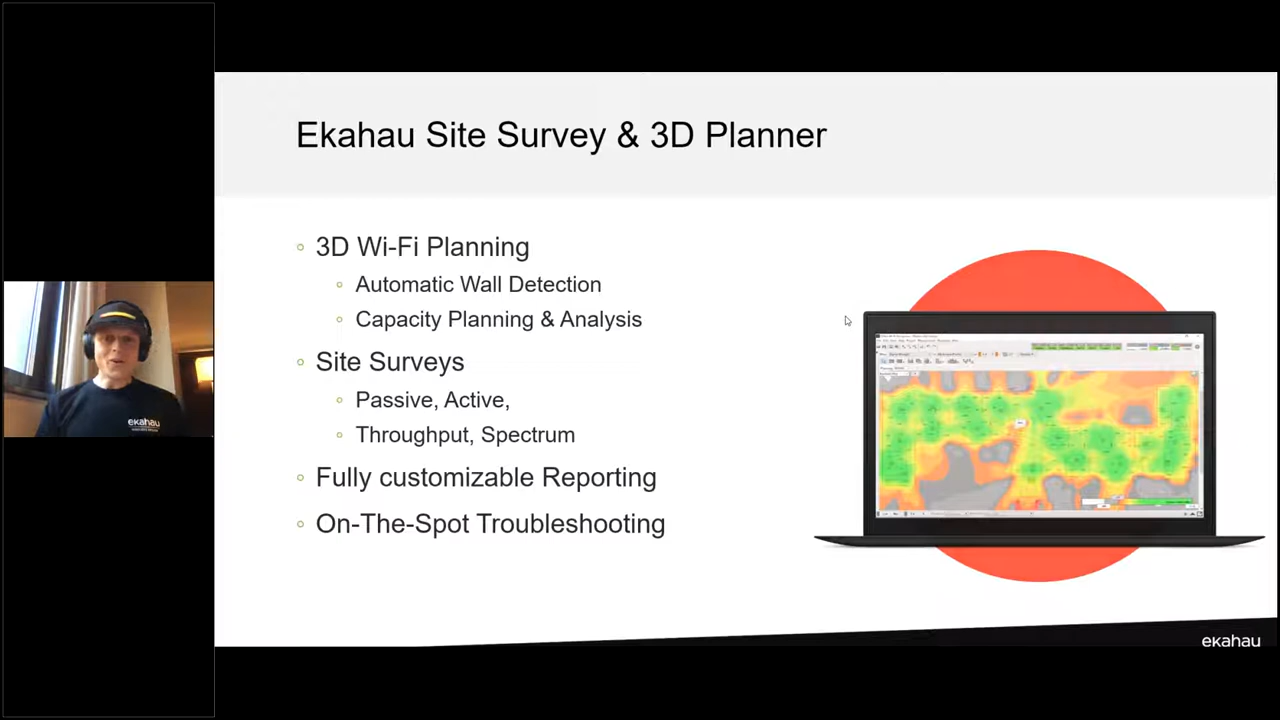 Ekahau Site Survey & 3D Planner
3D Wi-Fi Planning
Automatic Wall Detection
Capacity Planning & Analysis
Site Surveys
Passive, Active,
Throughput, Spectrum
Fully customizable Reporting
On-The-Spot Troubleshooting
ekahau
ekahau